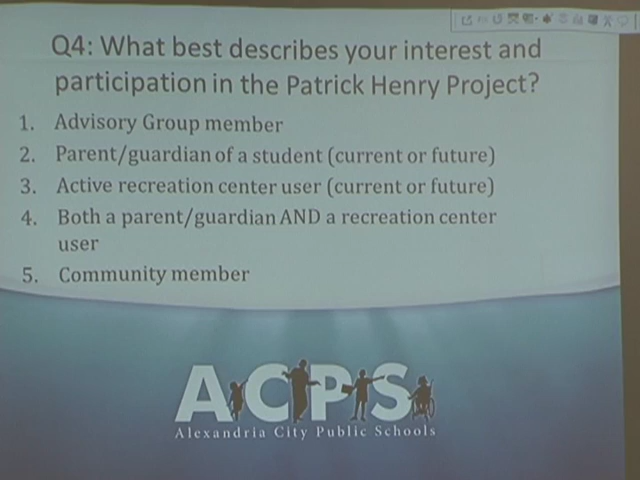 Q4: What best describes your interest and
participation in the Patrick Henry Project?
1. Advisory Group member
2. Parent/guardian of a student (current or future)
3. Active recreation center user (current or future)
4. Both a parent/guardian AND a recreation center
user
5. Community member
ACPS
Alexandria City Public Schools